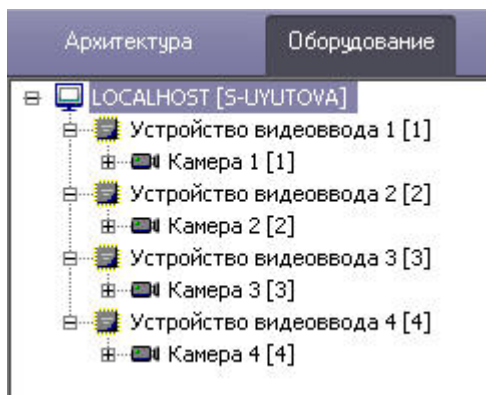 Архитектура Оборудование
LOCALHOST [S-UYUTOVA]
Устройство видеоввода 1 [1]
Камера 1 [1]
Устройство видеоввода 2 [2]
Камера 2 [2]
Устройство видеоввода 3 [3]
Камера 3 [3]
Устройство видеоввода 4 [4]
Камера 4 [4]